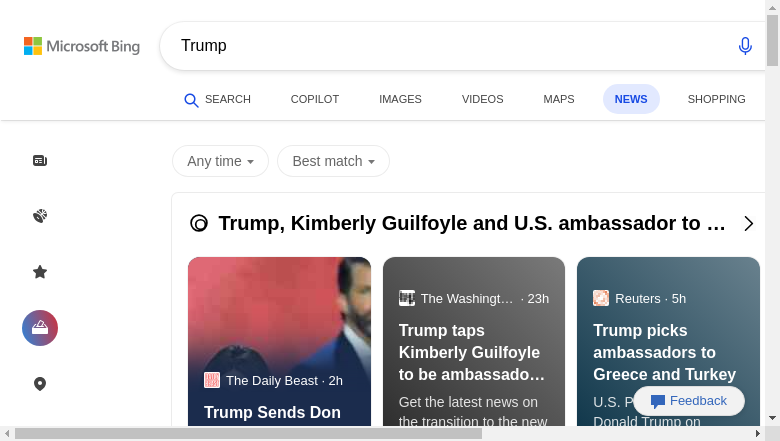 Microsoft Bing
Trump
SEARCH
COPILOT
IMAGES
VIDEOS
MAPS
NEWS
SHOPPING
Any time
Best match
Trump, Kimberly Guilfoyle and U.S. ambassador to …
The Daily Beast · 2h
Trump Sends Don
The Washingt… · 23h
Trump taps
Kimberly Guilfoyle
to be ambassado…
Get the latest news on
the transition to the new
Reuters · 5h
Trump picks
ambassadors to
Greece and Turkey
U.S. P
Donald Trump on
Feedback